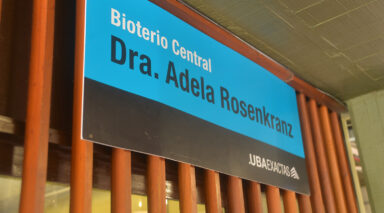 Bioterio Central
Dra. Adela Rosenkranz
.UBAEXACTAS